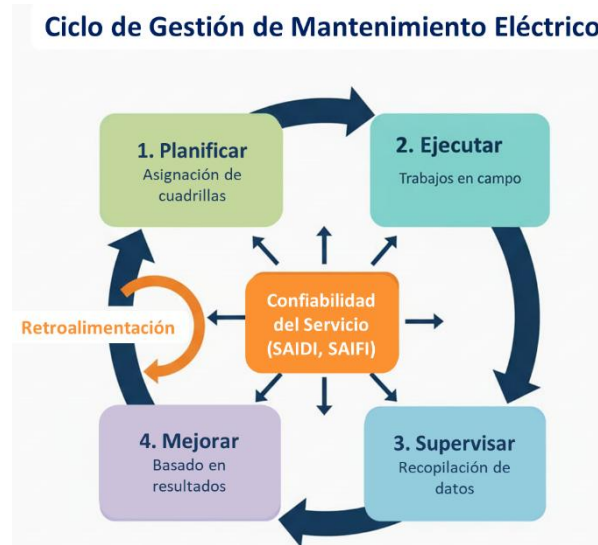 Ciclo de Gestión de Mantenimiento Eléctrico
1. Planificar
Asignación de
cuadrillas
2. Ejecutar
Trabajos en campo
Confiabilidad
del Servicio
(SAIDI, SAIFI)
Retroalimentación
4. Mejorar
Basado en
resultados
3. Supervisar
Recopilación de
datos